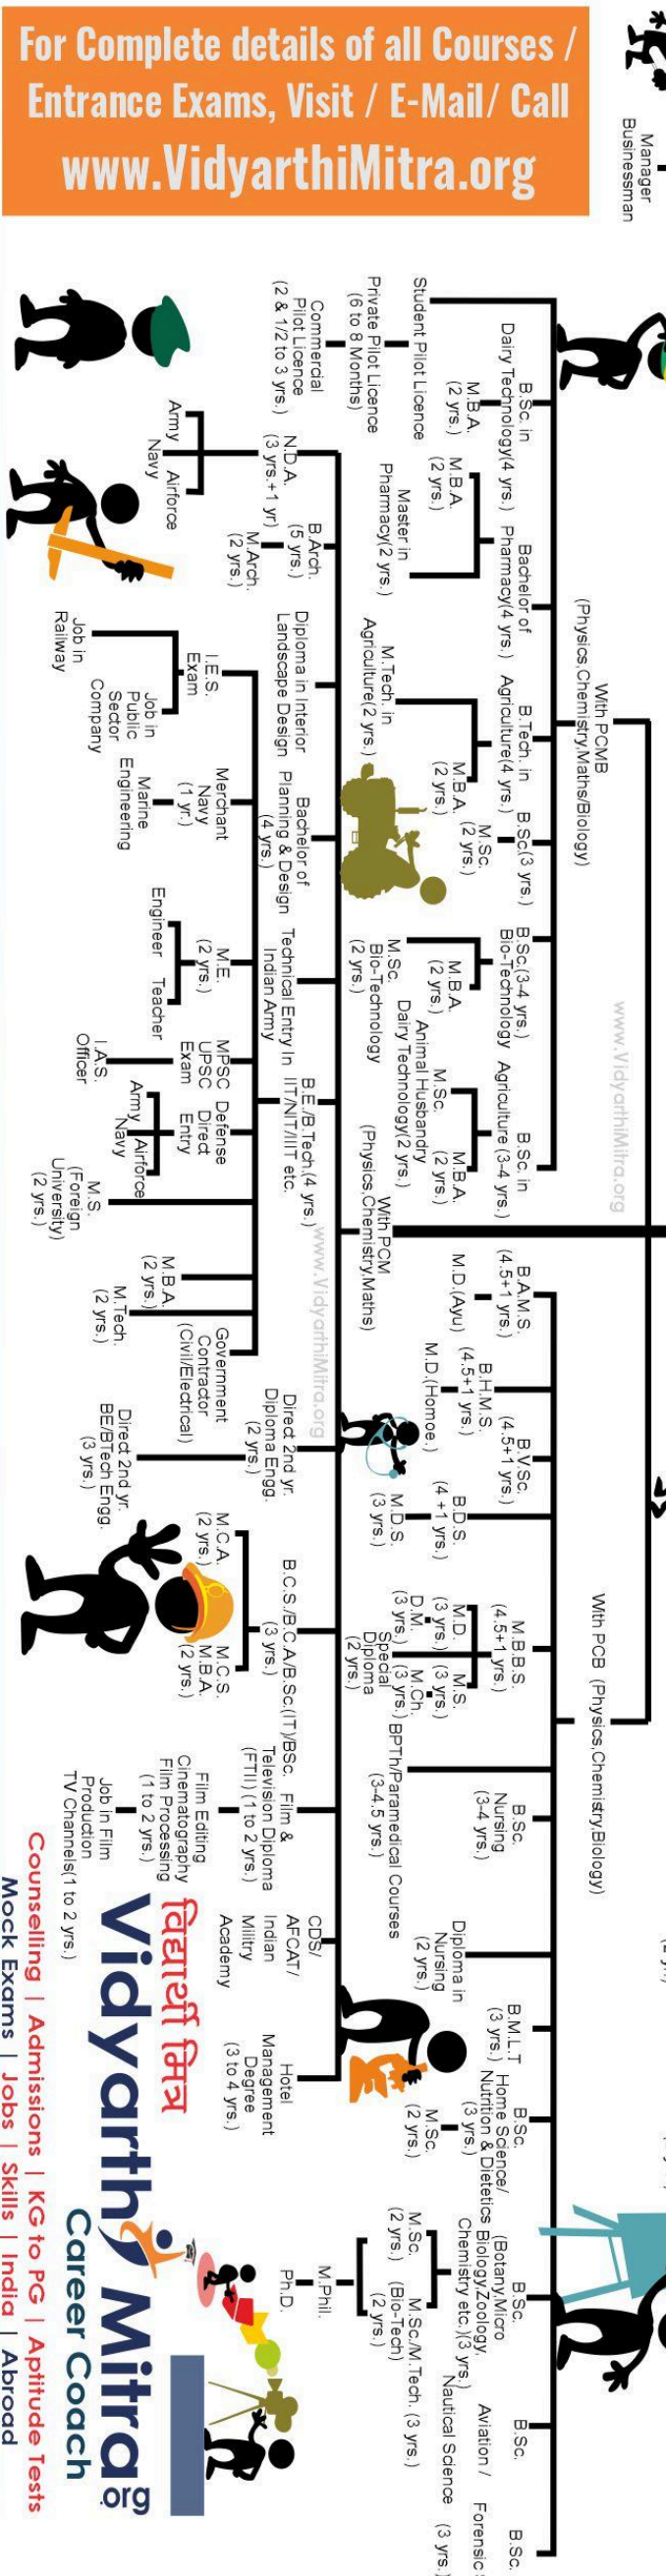 For Complete details of all Courses /
Entrance Exams, Visit / E-Mail/ Call
www.VidyarthiMitra.org
Manager
Businessman
With PCMB
(Physics,Chemistry,Maths/Biology)
www.VidyarthiMitra.org
Student Pilot Licence
Private Pilot Licence
(6 to 8 Months)
Commercial
Pilot Licence
(2 & 1/2 to 3 yrs.)
B.Sc. in
Dairy Technology(4 yrs.)
M.B.A.
(2 yrs.)
Bachelor of
Pharmacy(4 yrs.)
M.B.A.
(2 yrs.)
Master in
Pharmacy(2 yrs.)
B.Tech. in
Agriculture(4 yrs.)
M.Tech. in
Agriculture(2 yrs.)
M.B.A.
(2 yrs.)
B.Sc.(3 yrs.)
M.Sc.
(2 yrs.)
B.Sc.(3-4 yrs.)
Bio-Technology
M.Sc.
Bio-Technology
(2 yrs.)
M.B.A.
(2 yrs.)
B.Sc. in
Agriculture (3-4 yrs.)
M.Sc.
Animal Husbandry
Dairy Technology(2 yrs.)
M.B.A.
(2 yrs.)
With PCB (Physics,Chemistry,Biology)
B.A.M.S.
(4.5+1 yrs.)
M.D.(Ayu)
B.H.M.S.
(4.5+1 yrs.)
M.D.(Homoe.)
B.V.Sc.
(4.5+1yrs.)
B.D.S.
(4 +1 yrs.)
M.D.S.
(3 yrs.)
M.B.B.S.
(4.5+1 yrs.)
M.D.
(3 yrs.)
M.S.
(3 yrs.)
D.M.
(3 yrs.)
M.Ch.
(3 yrs.)
Special
Diploma
(2 yrs.)
BPTh/Paramedical Courses
(3-4.5 yrs.)
B.Sc.
Nursing
(3-4 yrs.)
Diploma in
Nursing
(2 yrs.)
B.M.L.T
(3 yrs.)
B.Sc.
Home Science/
Nutrition & Dietetics
(3 yrs.)
M.Sc.
(2 yrs.)
B.Sc.
(Botany,Micro
Biology,Zoology,
Chemistry etc.)(3 yrs.)
M.Sc.
(2 yrs.)
M.Sc./M.Tech. (3 yrs.)
(Bio-Tech)
(2 yrs.)
M.Phil.
Ph.D.
B.Sc.
Aviation /
Nautical Science
B.Sc.
Forensic
(3 yrs.)
With PCM
(Physics,Chemistry,Maths)
www.VidyarthiMitra.org
N.D.A.
(3 yrs.+1 yr)
Army
Navy
Airforce
B.Arch.
(5 yrs.)
M.Arch.
(2 yrs.)
Diploma in Interior
Landscape Design
Bachelor of
Planning & Design
(4 yrs.)
Technical Entry In
Indian Army
B.E./B.Tech.(4 yrs.)
IIT/NIT/IIIT etc.
I.E.S.
Exam
Job in
Railway
Job in
Public
Sector
Company
Merchant
Navy
(1 yr.)
Marine
Engineering
M.E.
(2 yrs.)
Engineer
Teacher
MPSC
UPSC
Exam
I.A.S.
Officer
Defense
Direct
Entry
Army
Navy
Airforce
M.S.
(Foreign
University)
(2 yrs.)
M.B.A.
(2 yrs.)
M.Tech.
(2 yrs.)
Government
Contractor
(Civil/Electrical)
Direct 2nd yr.
Diploma Engg.
(2 yrs.)
Direct 2nd yr.
BE/BTech Engg.
(3 yrs.)
B.C.S./B.C.A/B.Sc.(IT)/BSc.
(3 yrs.)
M.C.A.
(2 yrs.)
M.C.S.
M.B.A.
(2 yrs.)
Film &
Television Diploma
(FTII) (1 to 2 yrs.)
Film Editing
Cinematography
Film Processing
(1 to 2 yrs.)
Job in Film
Production
TV Channels(1 to 2 yrs.)
CDS/
AFCAT/
Indian
Militry
Academy
Hotel
Management
Degree
(3 to 4 yrs.)
विद्यार्थी मित्र
Vidyarthi Mitra.org
Career Coach
Counselling | Admissions | KG to PG | Aptitude Tests
Mock Exams | Jobs | Skills | India | Abroad